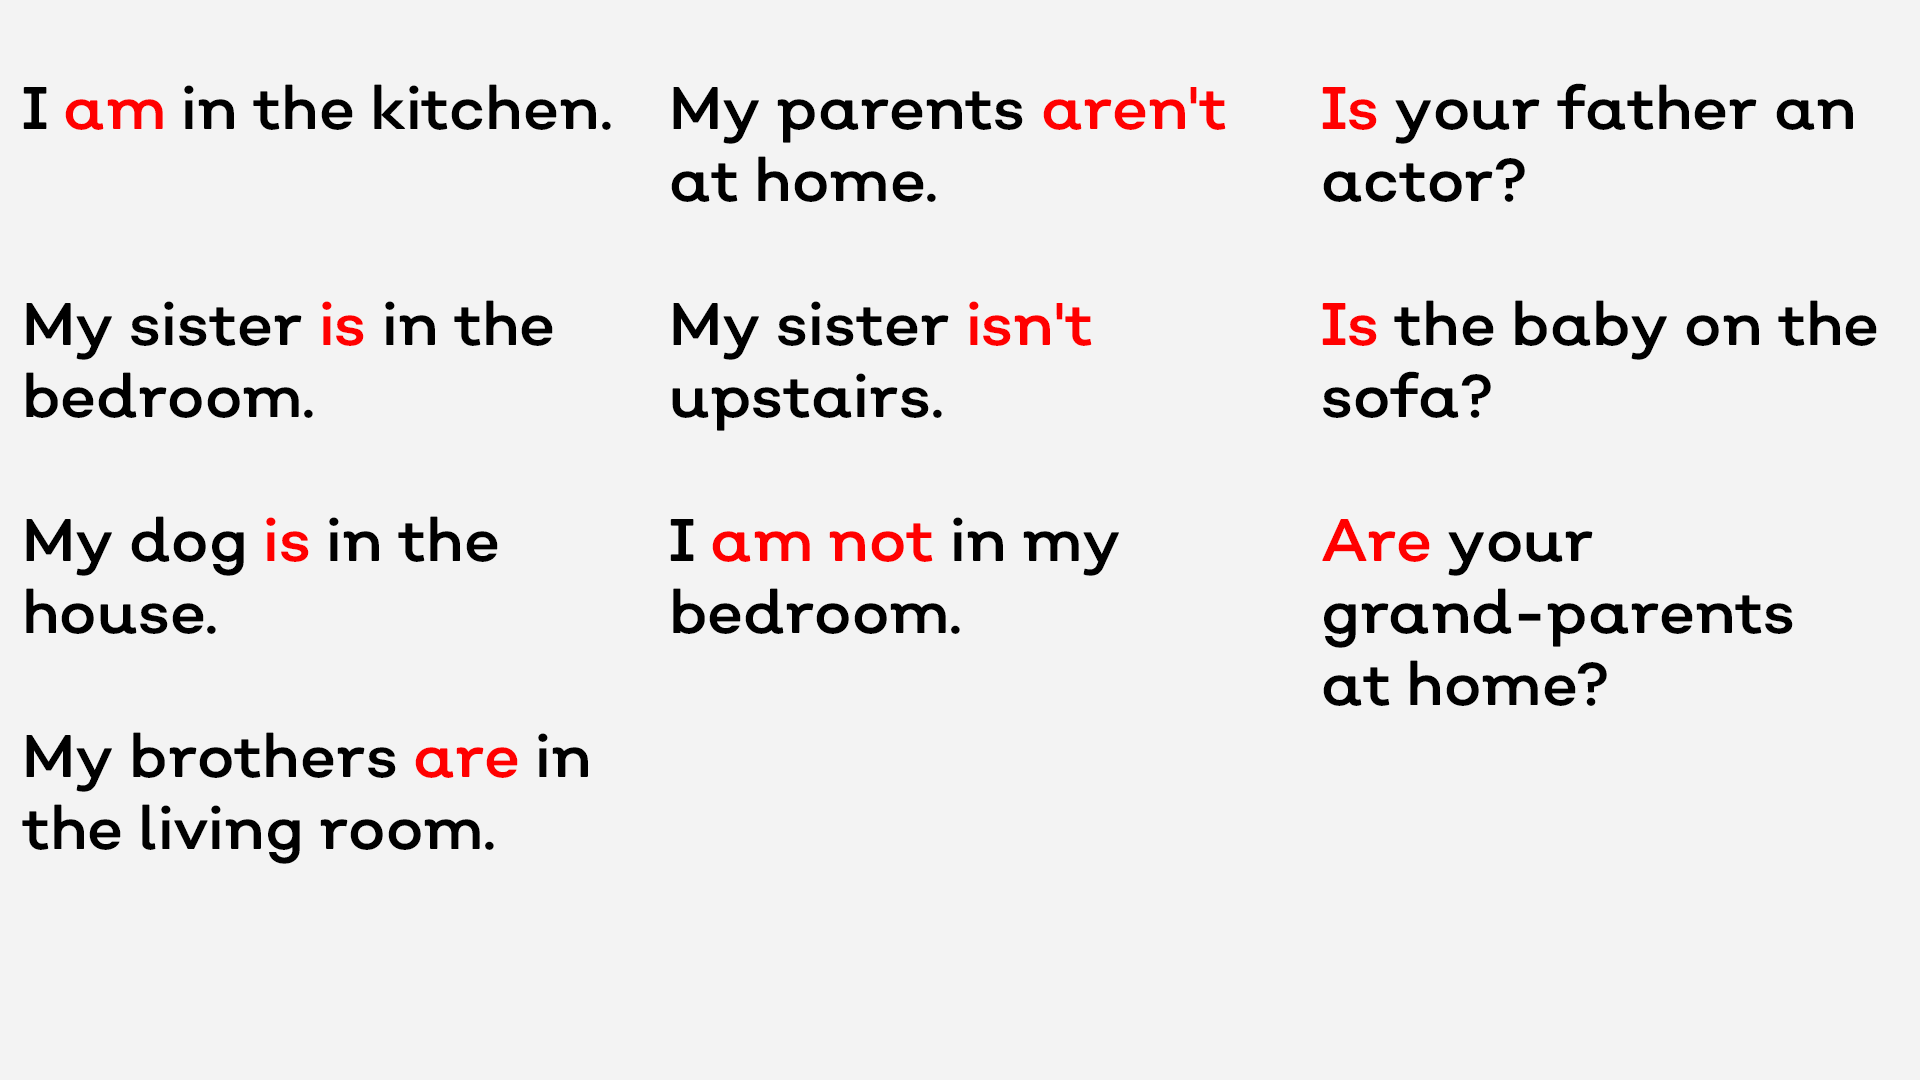 I am in the kitchen.
My sister is in the
bedroom.
My dog is in the
house.
My brothers are in
the living room.
My parents aren't
at home.
My sister isn't
upstairs.
I am not in my
bedroom.
Is your father an
actor?
Is the baby on the
sofa?
Are your
grand-parents
at home?